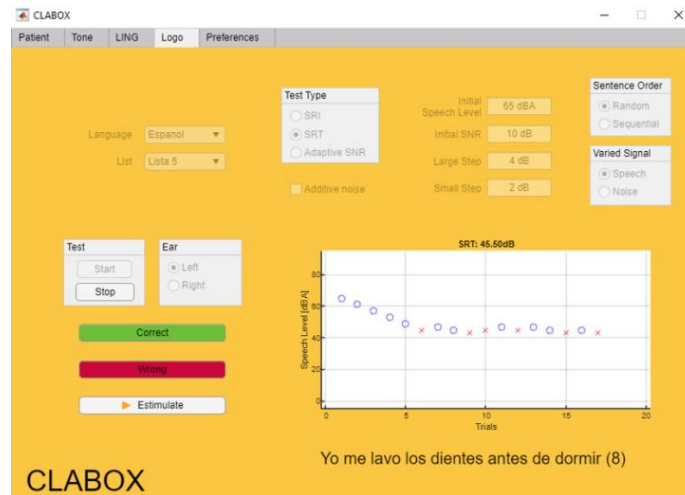 CLABOX
Patient Tone LING Logo Preferences
Language Espanol
List Lista 5
Test Type
SRI
SRT
Adaptive SNR
Additive noise
Initial Speech Level 65 dBA
Initial SNR 10 dB
Large Step 4 dB
Small Step 2 dB
Sentence Order
Random
Sequential
Varied Signal
Speech
Noise
Test
Start
Stop
Ear
Left
Right
Correct
Wrong
Estimulate
SRT: 45.50dB
Speech Level [dBA]
80
60
40
20
0
0 5 10 15 20
Trials
Yo me lavo los dientes antes de dormir (8)
CLABOX